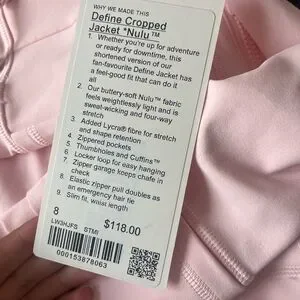 WHY WE MADE THIS
Define Cropped
Jacket *Nulu™
1. Whether you're up for adventure
or ready for downtime, this
shortened version of our
fan-favourite Define Jacket has
a feel-good fit that can do it
all
2. Our buttery-soft Nulu™ fabric
feels weightlessly light and is
sweat-wicking and four-way
stretch
3. Added Lycra® fibre for stretch
and shape retention
4. Zippered pockets
5. Thumbholes and Cuffins™
6. Locker loop for easy hanging
7. Zipper garage keeps chafe in
check
8. Elastic zipper pull doubles as
an emergency hair tie
9. Slim fit, waist length
8 $118.00
LW3HJFS STMI
000153878063